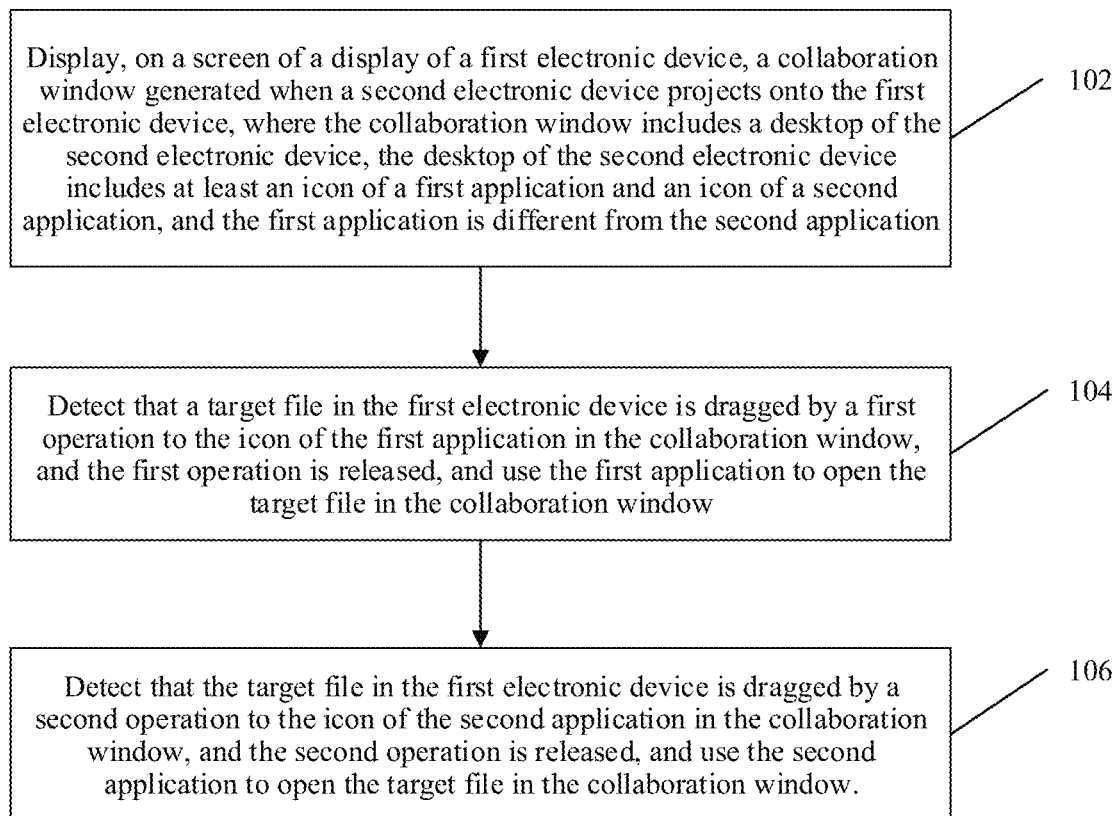 Display, on a screen of a display of a first electronic device, a collaboration
window generated when a second electronic device projects onto the first
electronic device, where the collaboration window includes a desktop of the
second electronic device, the desktop of the second electronic device
includes at least an icon of a first application and an icon of a second
application, and the first application is different from the second application
102
Detect that a target file in the first electronic device is dragged by a first
operation to the icon of the first application in the collaboration window,
and the first operation is released, and use the first application to open the
target file in the collaboration window
104
Detect that the target file in the first electronic device is dragged by a
second operation to the icon of the second application in the collaboration
window, and the second operation is released, and use the second
application to open the target file in the collaboration window.
106